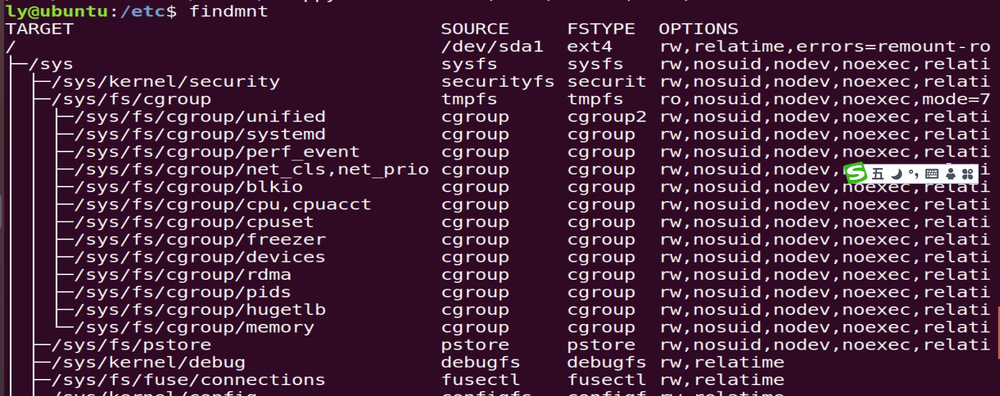 ly@ubuntu:/etc$ findmnt
TARGET SOURCE FSTYPE OPTIONS
/ /dev/sda1 ext4 rw,relatime,errors=remount-ro
├─/sys sysfs sysfs rw,nosuid,nodev,noexec,relati
├─/sys/kernel/security securityfs securit rw,nosuid,nodev,noexec,relati
├─/sys/fs/cgroup tmpfs tmpfs ro,nosuid,nodev,noexec,mode=7
├─/sys/fs/cgroup/unified cgroup cgroup2 rw,nosuid,nodev,noexec,relati
├─/sys/fs/cgroup/systemd cgroup cgroup rw,nosuid,nodev,noexec,relati
├─/sys/fs/cgroup/perf_event cgroup cgroup rw,nosuid,nodev,noexec,relati
├─/sys/fs/cgroup/net_cls,net_prio cgroup cgroup rw,nosuid,nodev,
五
├─/sys/fs/cgroup/blkio cgroup cgroup rw,nosuid,nodev,noexec,relati
├─/sys/fs/cgroup/cpu,cpuacct cgroup cgroup rw,nosuid,nodev,noexec,relati
├─/sys/fs/cgroup/cpuset cgroup cgroup rw,nosuid,nodev,noexec,relati
├─/sys/fs/cgroup/freezer cgroup cgroup rw,nosuid,nodev,noexec,relati
├─/sys/fs/cgroup/devices cgroup cgroup rw,nosuid,nodev,noexec,relati
├─/sys/fs/cgroup/rdma cgroup cgroup rw,nosuid,nodev,noexec,relati
├─/sys/fs/cgroup/pids cgroup cgroup rw,nosuid,nodev,noexec,relati
├─/sys/fs/cgroup/hugetlb cgroup cgroup rw,nosuid,nodev,noexec,relati
└─/sys/fs/cgroup/memory cgroup cgroup rw,nosuid,nodev,noexec,relati
├─/sys/fs/pstore pstore pstore rw,nosuid,nodev,noexec,relati
├─/sys/kernel/debug debugfs debugfs rw,relatime
├─/sys/fs/fuse/connections fusectl fusectl rw,relatime
/sys/kernel/config configfs configf rw,relatime